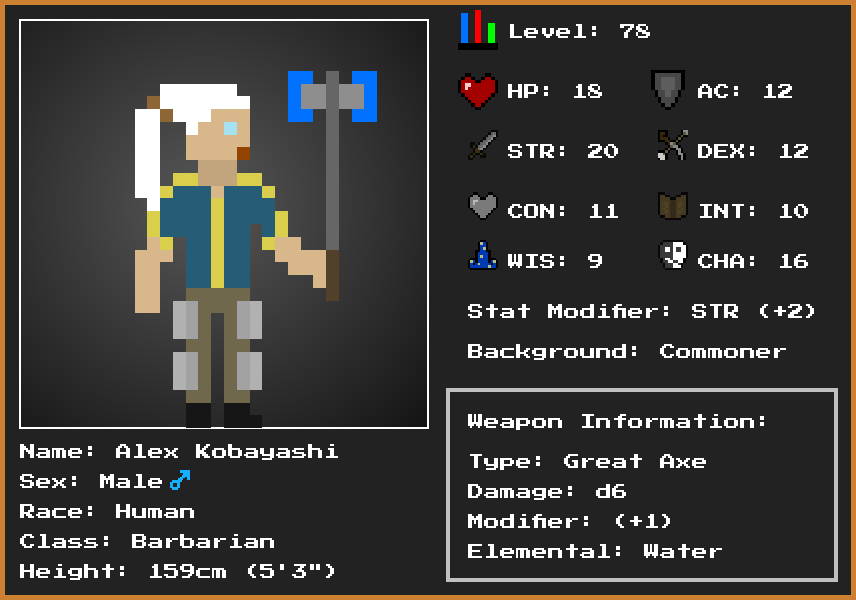 Level: 78
HP: 18 AC: 12
STR: 20 DEX: 12
CON: 11 INT: 10
WIS: 9 CHA: 16
Stat Modifier: STR (+2)
Background: Commoner
Weapon Information:
Type: Great Axe
Damage: d6
Modifier: (+1)
Elemental: Water
Name: Alex Kobayashi
Sex: Male ♂
Race: Human
Class: Barbarian
Height: 159cm (5'3")